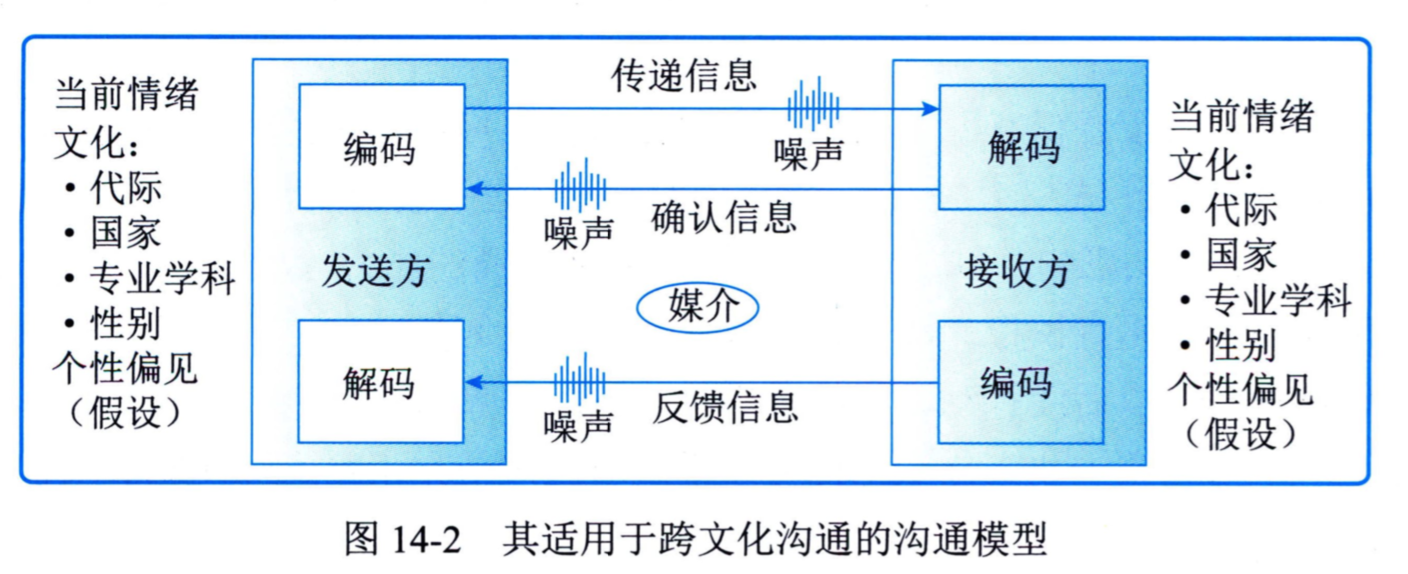 当前情绪
文化：
·代际
·国家
·专业学科
·性别
个性偏见
（假设）
编码
发送方
解码
传递信息
噪声
噪声
确认信息
媒介
噪声
反馈信息
解码
接收方
编码
当前情绪
文化：
·代际
·国家
·专业学科
·性别
个性偏见
（假设）
图 14-2 其适用于跨文化沟通的沟通模型